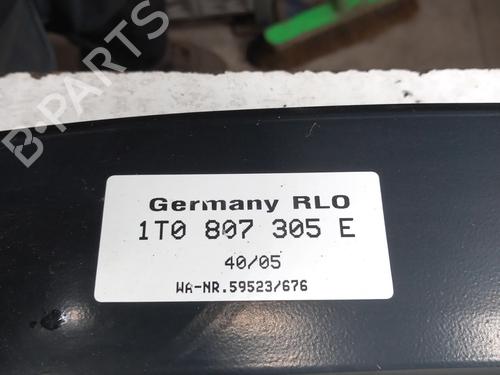 B-PARTS
Germany RLO
1T0 807 305 E
40/05
WA-NR.59523/676